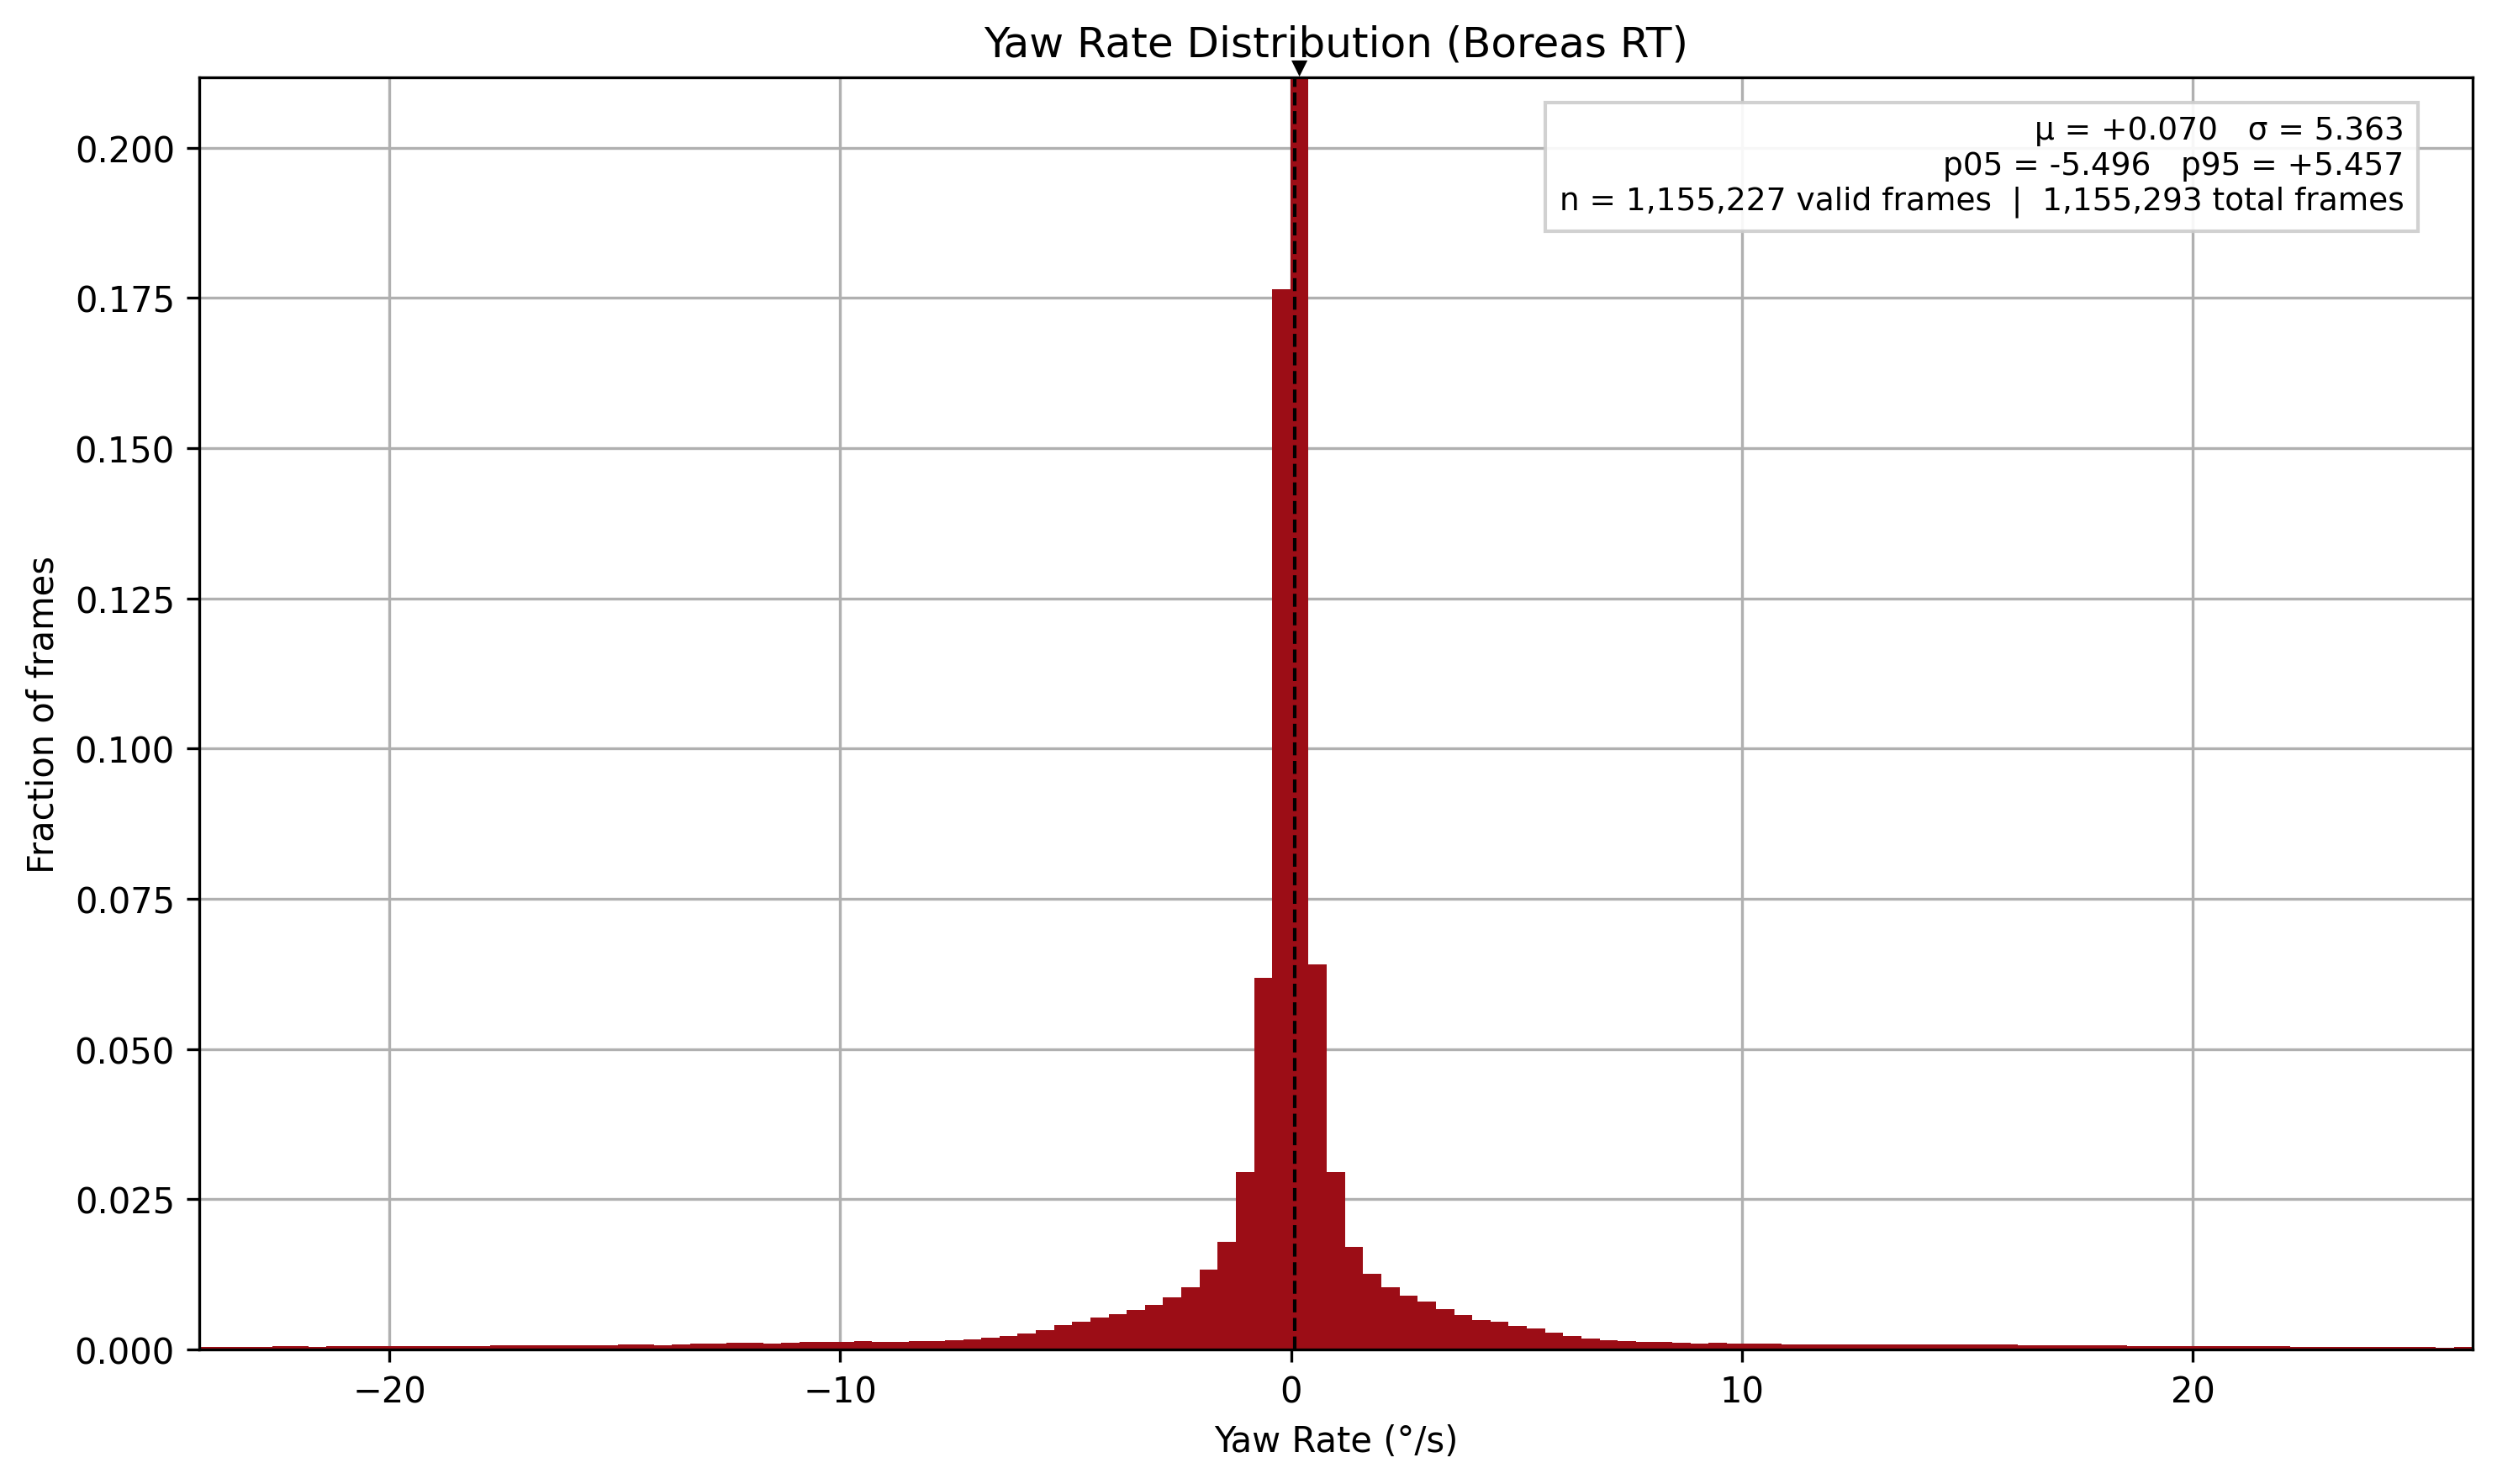 Yaw Rate Distribution (Boreas RT)
μ = +0.070   σ = 5.363
p05 = -5.496   p95 = +5.457
n = 1,155,227 valid frames  |  1,155,293 total frames
0.200
0.175
0.150
0.125
0.100
0.075
0.050
0.025
0.000
Fraction of frames
−20
−10
0
10
20
Yaw Rate (°/s)